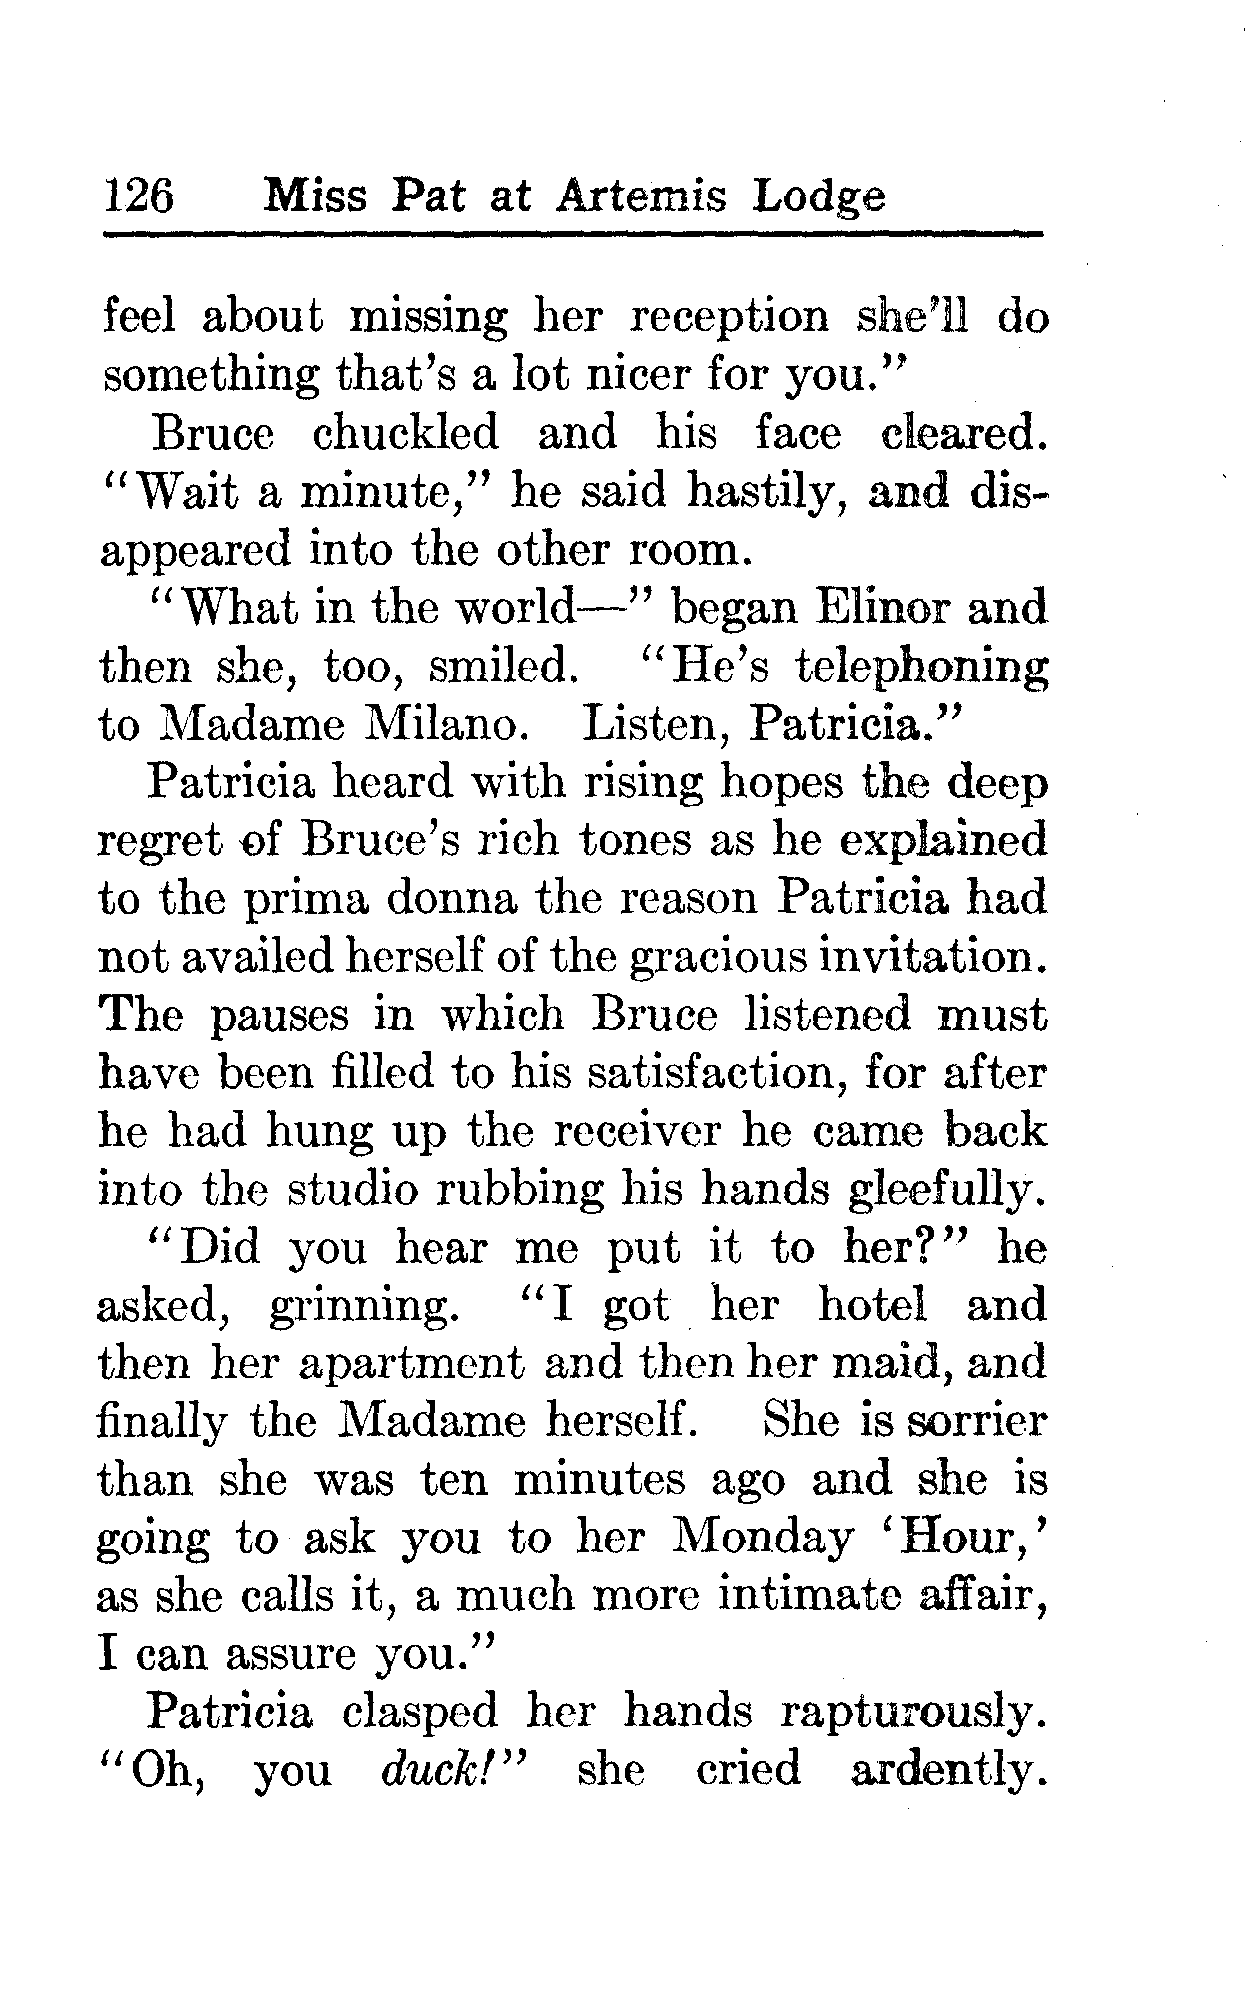 126 Miss Pat at Artemis Lodge
feel about missing her reception she'll do
something that's a lot nicer for you."
Bruce chuckled and his face cleared.
"Wait a minute," he said hastily, and dis-
appeared into the other room.
"What in the world—" began Elinor and
then she, too, smiled. "He's telephoning
to Madame Milano. Listen, Patricia."
Patricia heard with rising hopes the deep
regret of Bruce's rich tones as he explained
to the prima donna the reason Patricia had
not availed herself of the gracious invitation.
The pauses in which Bruce listened must
have been filled to his satisfaction, for after
he had hung up the receiver he came back
into the studio rubbing his hands gleefully.
"Did you hear me put it to her?" he
asked, grinning. "I got her hotel and
then her apartment and then her maid, and
finally the Madame herself. She is sorrier
than she was ten minutes ago and she is
going to ask you to her Monday 'Hour,'
as she calls it, a much more intimate affair,
I can assure you."
Patricia clasped her hands rapturously.
"Oh, you duck!" she cried ardently.